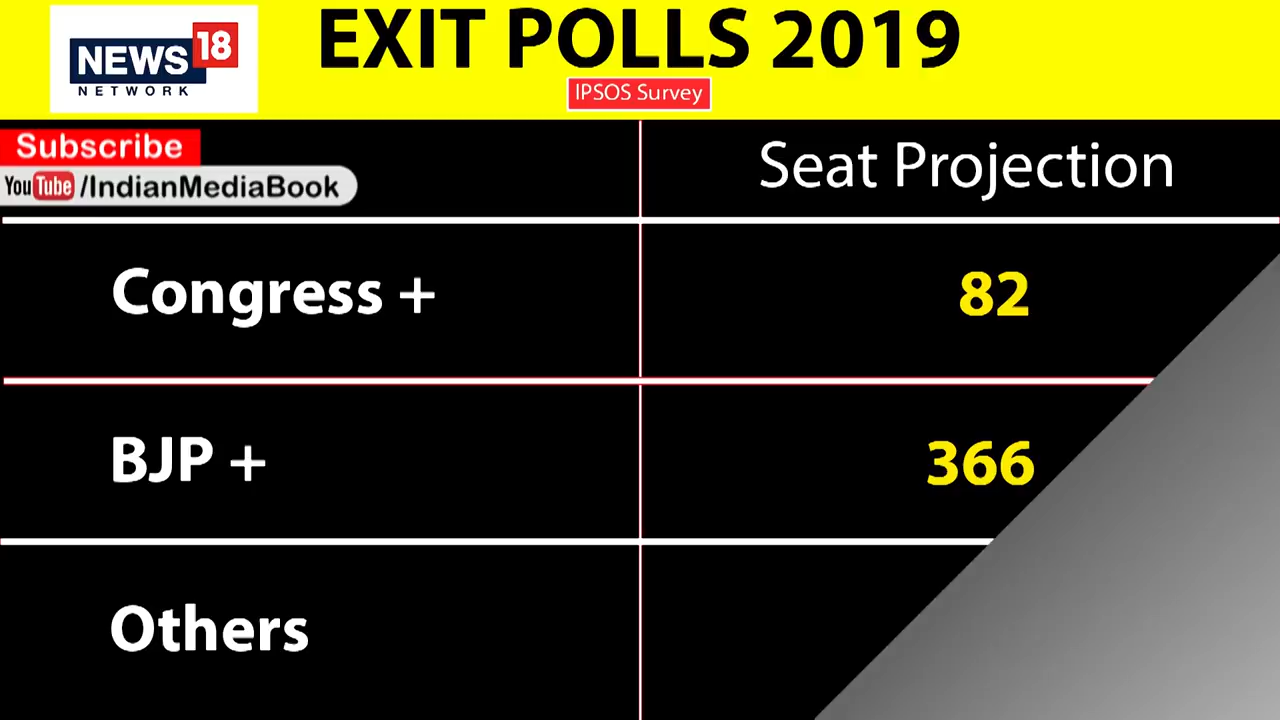 NEWS 18
NETWORK
EXIT POLLS 2019
IPSOS Survey
Subscribe
YouTube /IndianMediaBook
Seat Projection
Congress + 82
BJP + 366
Others